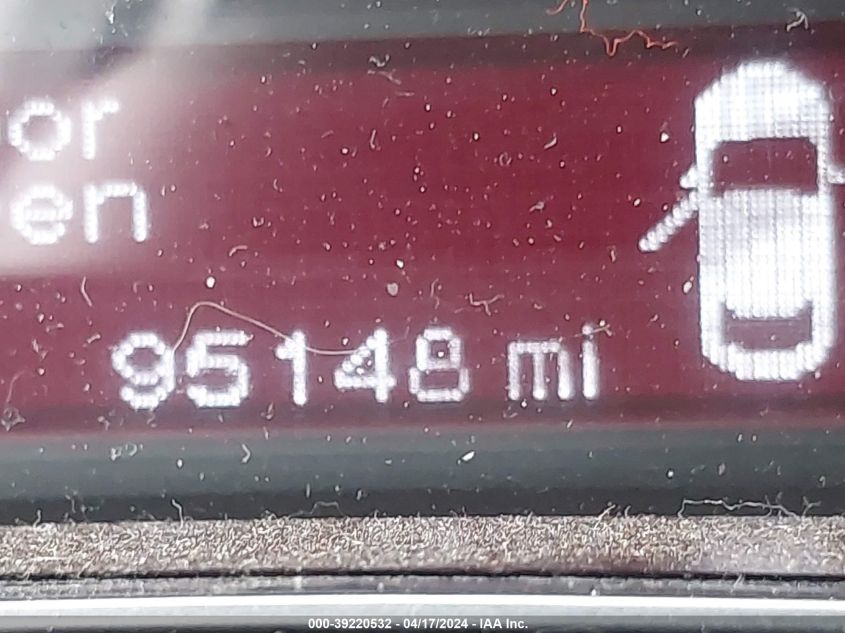 or
en
95148 mi
000-39220532 - 04/17/2024 - IAA Inc.